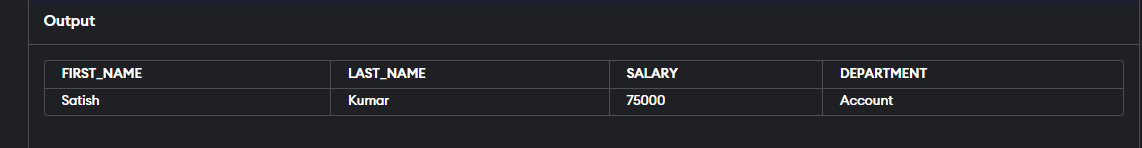 Output
FIRST_NAME LAST_NAME SALARY DEPARTMENT
Satish Kumar 75000 Account